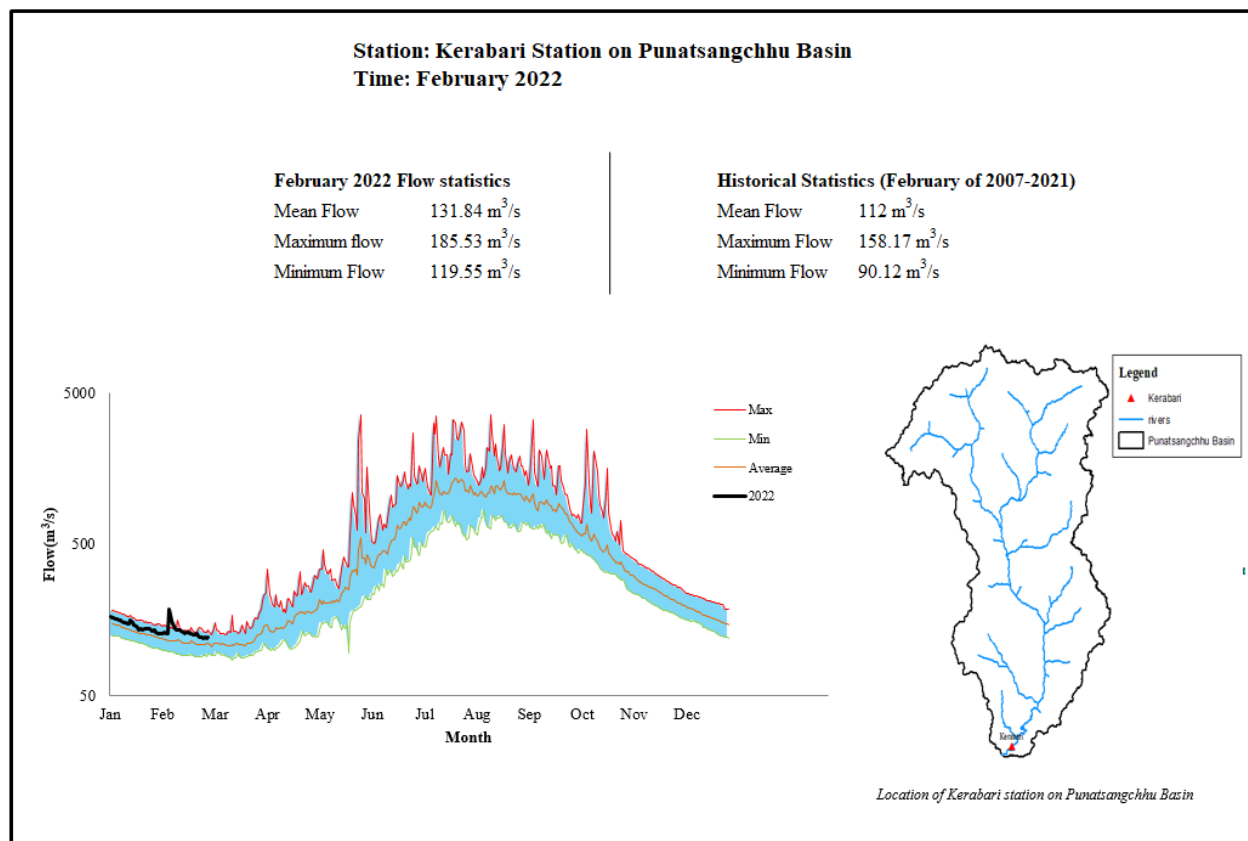 Station: Kerabari Station on Punatsangchhu Basin
Time: February 2022
February 2022 Flow statistics
Mean Flow 131.84 m³/s
Maximum flow 185.53 m³/s
Minimum Flow 119.55 m³/s
Historical Statistics (February of 2007-2021)
Mean Flow 112 m³/s
Maximum Flow 158.17 m³/s
Minimum Flow 90.12 m³/s
5000
500
50
Flow(m³/s)
Jan Feb Mar Apr May Jun Jul Aug Sep Oct Nov Dec
Month
Max
Min
Average
2022
Legend
Kerabari
rivers
Punatsangchhu Basin
Kerabari
Location of Kerabari station on Punatsangchhu Basin